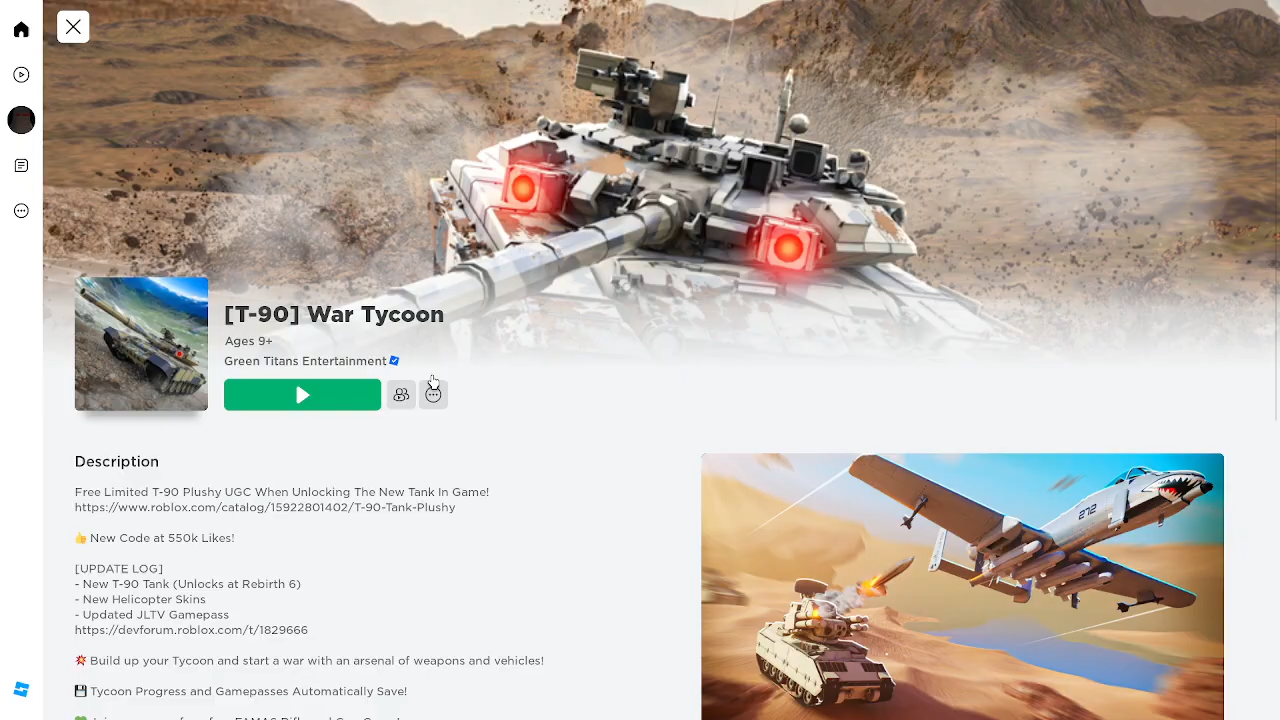 [T-90] War Tycoon
Ages 9+
Green Titans Entertainment
Description
Free Limited T-90 Plushy UGC When Unlocking The New Tank In Game!
https://www.roblox.com/catalog/15922801402/T-90-Tank-Plushy
👍 New Code at 550k Likes!
[UPDATE LOG]
- New T-90 Tank (Unlocks at Rebirth 6)
- New Helicopter Skins
- Updated JLTV Gamepass
https://devforum.roblox.com/t/1829666
💥 Build up your Tycoon and start a war with an arsenal of weapons and vehicles!
💾 Tycoon Progress and Gamepasses Automatically Save!
272